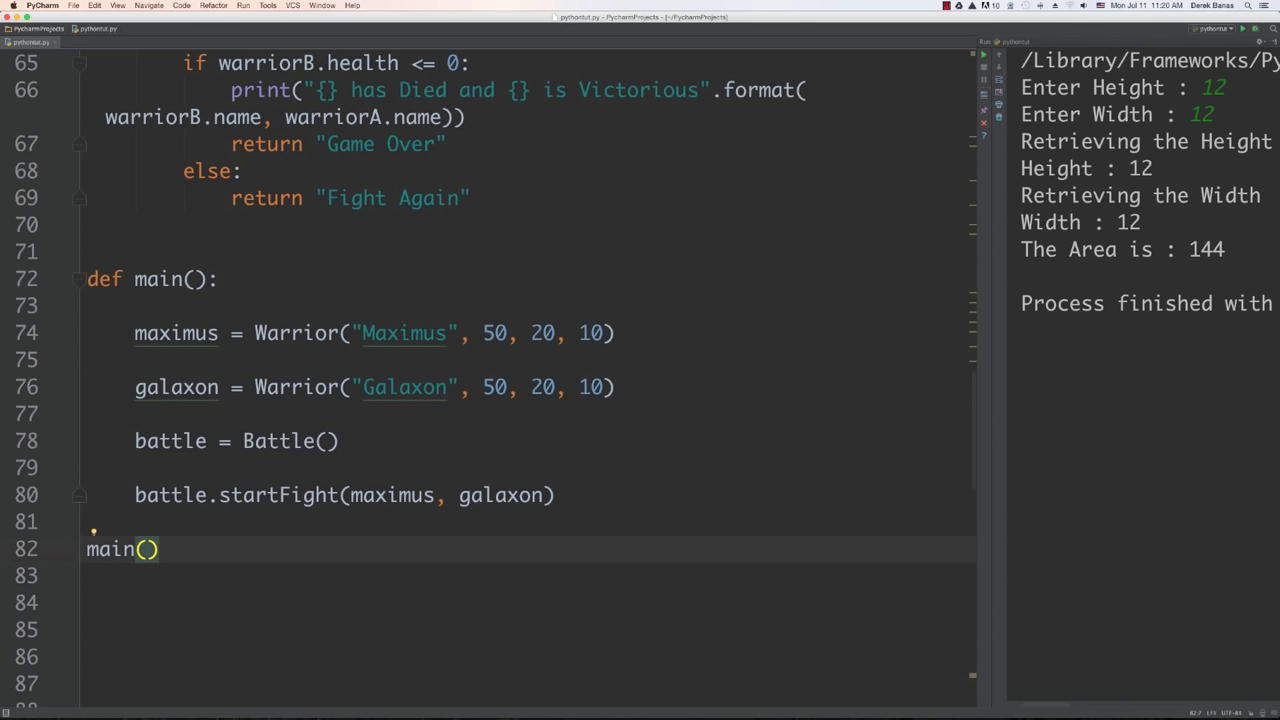 PyCharm File Edit View Navigate Code Refactor Run Tools VCS Window Help 10 Mon Jul 11 11:20 AM Derek Banas
pythontut.py - PycharmProjects - [~/PycharmProjects]
PycharmProjects pythontut.py pythontut
pythontut.py
Run: pythontut
65 if warriorB.health <= 0:
66 print("{} has Died and {} is Victorious".format(
warriorB.name, warriorA.name))
67 return "Game Over"
68 else:
69 return "Fight Again"
70
71
72 def main():
73
74 maximus = Warrior("Maximus", 50, 20, 10)
75
76 galaxon = Warrior("Galaxon", 50, 20, 10)
77
78 battle = Battle()
79
80 battle.startFight(maximus, galaxon)
81
82 main()
83
84
85
86
87
/Library/Frameworks/Py
Enter Height : 12
Enter Width : 12
Retrieving the Height
Height : 12
Retrieving the Width
Width : 12
The Area is : 144
Process finished with
82:7 LF÷ UTF-8÷